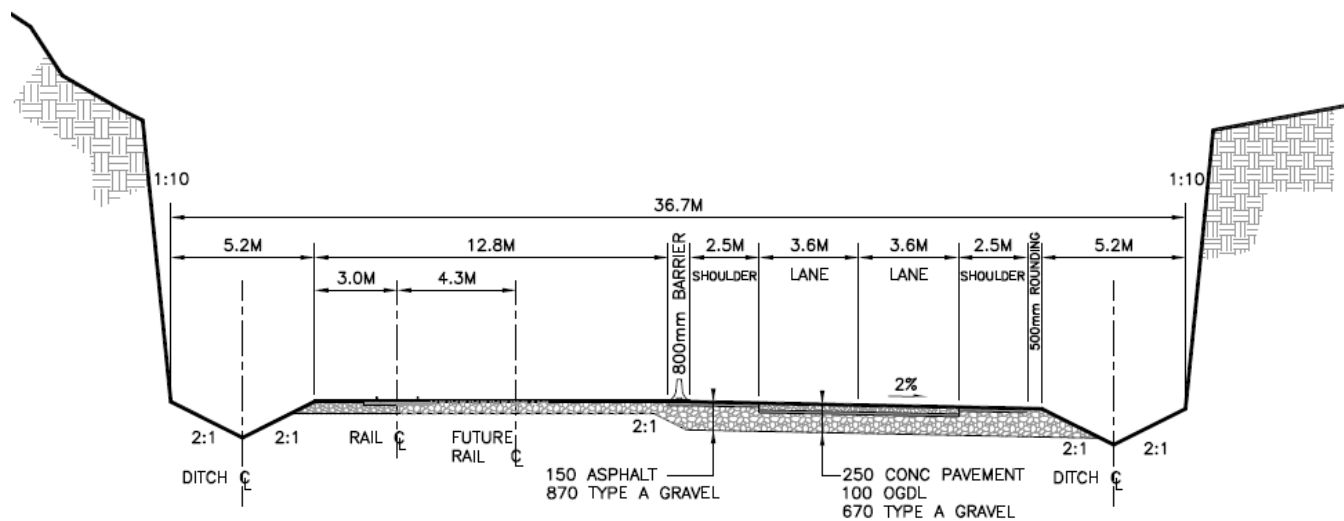 1:10
1:10
36.7M
5.2M
12.8M
800mm BARRIER
2.5M
SHOULDER
3.6M
LANE
3.6M
LANE
2.5M
SHOULDER
500mm ROUNDING
5.2M
3.0M
4.3M
2%
2:1
2:1
RAIL ℄
FUTURE
RAIL ℄
2:1
2:1
2:1
DITCH ℄
150 ASPHALT
870 TYPE A GRAVEL
250 CONC PAVEMENT
100 OGDL
670 TYPE A GRAVEL
DITCH ℄